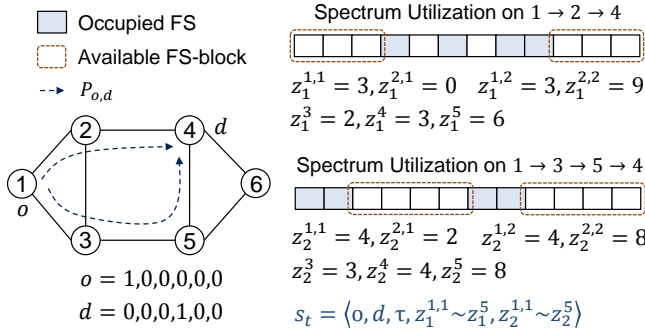 Occupied FS
Available FS-block
P_{o,d}
2
4
d
1
o
6
3
5
o = 1,0,0,0,0,0
d = 0,0,0,1,0,0
Spectrum Utilization on 1 → 2 → 4
z_1^{1,1} = 3, z_1^{2,1} = 0 z_1^{1,2} = 3, z_1^{2,2} = 9
z_1^3 = 2, z_1^4 = 3, z_1^5 = 6
Spectrum Utilization on 1 → 3 → 5 → 4
z_2^{1,1} = 4, z_2^{2,1} = 2 z_2^{1,2} = 4, z_2^{2,2} = 8
z_2^3 = 3, z_2^4 = 4, z_2^5 = 8
s_t = ⟨o, d, τ, z_1^{1,1}~z_1^5, z_2^{1,1}~z_2^5⟩